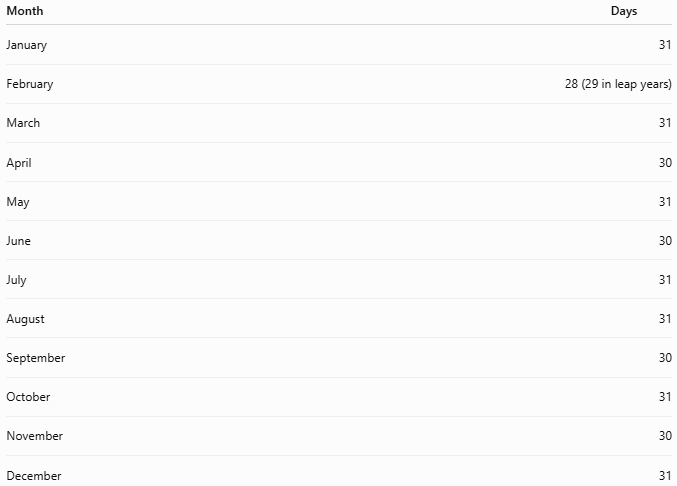 Month Days
January 31
February 28 (29 in leap years)
March 31
April 30
May 31
June 30
July 31
August 31
September 30
October 31
November 30
December 31